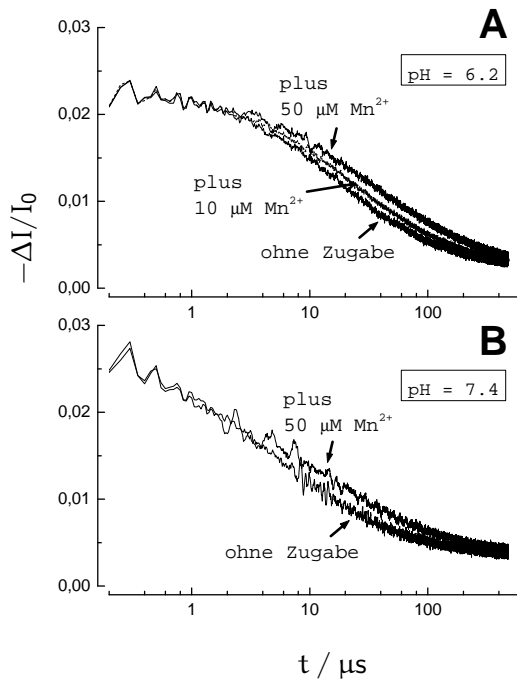 A
0,03
pH = 6.2
plus
50 µM Mn2+
0,02
plus
10 µM Mn2+
0,01
ohne Zugabe
0,00
1
10
100
−ΔI/I0
B
0,03
pH = 7.4
plus
50 µM Mn2+
0,02
0,01
ohne Zugabe
0,00
1
10
100
t / µs